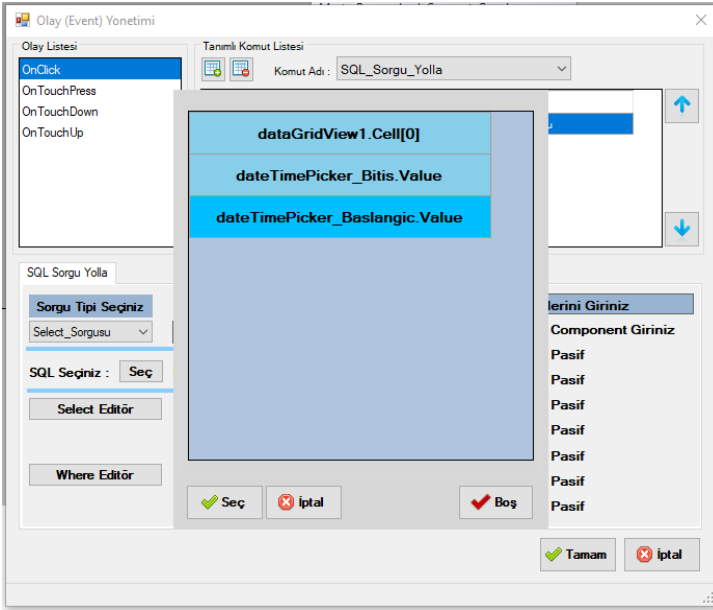 Olay (Event) Yonetimi
Olay Listesi
OnClick
OnTouchPress
OnTouchDown
OnTouchUp
Tanımlı Komut Listesi
Komut Adı : SQL_Sorgu_Yolla
dataGridView1.Cell[0]
dateTimePicker_Bitis.Value
dateTimePicker_Baslangic.Value
Seç
İptal
Boş
SQL Sorgu Yolla
Sorgu Tipi Seçiniz
Select_Sorgusu
SQL Seçiniz : Seç
Select Editör
Where Editör
Giriniz
Component Giriniz
Pasif
Pasif
Pasif
Pasif
Pasif
Pasif
Pasif
Tamam
İptal